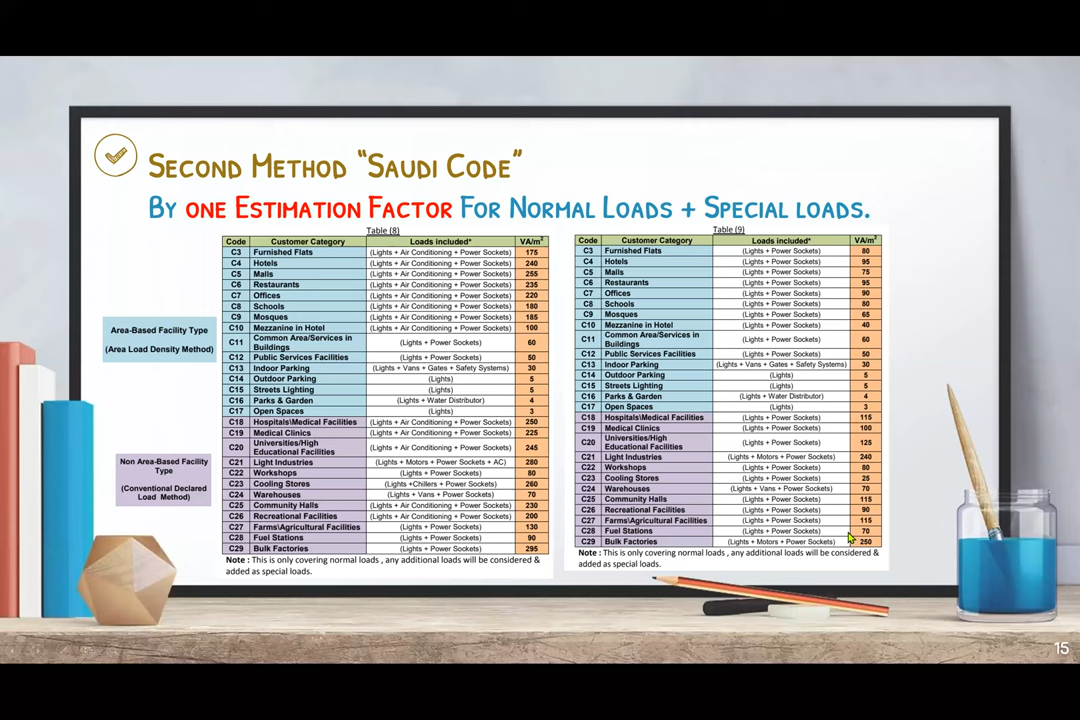 SECOND METHOD "SAUDI CODE"
BY ONE ESTIMATION FACTOR FOR NORMAL LOADS + SPECIAL LOADS.
Table (8)
Code Customer Category Loads included* VA/m²
C3 Furnished Flats (Lights + Air Conditioning + Power Sockets) 175
C4 Hotels (Lights + Air Conditioning + Power Sockets) 240
C5 Malls (Lights + Air Conditioning + Power Sockets) 255
C6 Restaurants (Lights + Air Conditioning + Power Sockets) 235
C7 Offices (Lights + Air Conditioning + Power Sockets) 220
C8 Schools (Lights + Air Conditioning + Power Sockets) 180
C9 Mosques (Lights + Air Conditioning + Power Sockets) 185
C10 Mezzanine in Hotel (Lights + Air Conditioning + Power Sockets) 100
C11 Common Area/Services in
Buildings (Lights + Power Sockets) 60
C12 Public Services Facilities (Lights + Power Sockets) 50
C13 Indoor Parking (Lights + Vans + Gates + Safety Systems) 30
C14 Outdoor Parking (Lights) 5
C15 Streets Lighting (Lights) 5
C16 Parks & Garden (Lights + Water Distributor) 4
C17 Open Spaces (Lights) 3
C18 Hospitals\Medical Facilities (Lights + Air Conditioning + Power Sockets) 250
C19 Medical Clinics (Lights + Air Conditioning + Power Sockets) 225
C20 Universities/High
Educational Facilities (Lights + Air Conditioning + Power Sockets) 245
C21 Light Industries (Lights + Motors + Power Sockets + AC) 280
C22 Workshops (Lights + Power Sockets) 80
C23 Cooling Stores (Lights +Chillers + Power Sockets) 260
C24 Warehouses (Lights + Vans + Power Sockets) 70
C25 Community Halls (Lights + Air Conditioning + Power Sockets) 230
C26 Recreational Facilities (Lights + Air Conditioning + Power Sockets) 200
C27 Farms\Agricultural Facilities (Lights + Power Sockets) 130
C28 Fuel Stations (Lights + Power Sockets) 90
C29 Bulk Factories (Lights + Power Sockets) 295
Note : This is only covering normal loads , any additional loads will be considered &
added as special loads.
Area-Based Facility Type
(Area Load Density Method)
Non Area-Based Facility
Type
(Conventional Declared
Load Method)
Table (9)
Code Customer Category Loads included* VA/m²
C3 Furnished Flats (Lights + Power Sockets) 80
C4 Hotels (Lights + Power Sockets) 95
C5 Malls (Lights + Power Sockets) 75
C6 Restaurants (Lights + Power Sockets) 95
C7 Offices (Lights + Power Sockets) 90
C8 Schools (Lights + Power Sockets) 80
C9 Mosques (Lights + Power Sockets) 65
C10 Mezzanine in Hotel (Lights + Power Sockets) 40
C11 Common Area/Services in
Buildings (Lights + Power Sockets) 60
C12 Public Services Facilities (Lights + Power Sockets) 50
C13 Indoor Parking (Lights + Vans + Gates + Safety Systems) 30
C14 Outdoor Parking (Lights) 5
C15 Streets Lighting (Lights) 5
C16 Parks & Garden (Lights + Water Distributor) 4
C17 Open Spaces (Lights) 3
C18 Hospitals\Medical Facilities (Lights + Power Sockets) 115
C19 Medical Clinics (Lights + Power Sockets) 100
C20 Universities/High
Educational Facilities (Lights + Power Sockets) 125
C21 Light Industries (Lights + Motors + Power Sockets) 240
C22 Workshops (Lights + Power Sockets) 80
C23 Cooling Stores (Lights + Power Sockets) 25
C24 Warehouses (Lights + Vans + Power Sockets) 70
C25 Community Halls (Lights + Power Sockets) 115
C26 Recreational Facilities (Lights + Power Sockets) 90
C27 Farms\Agricultural Facilities (Lights + Power Sockets) 115
C28 Fuel Stations (Lights + Power Sockets) 70
C29 Bulk Factories (Lights + Motors + Power Sockets) 250
Note : This is only covering normal loads , any additional loads will be considered &
added as special loads.
15